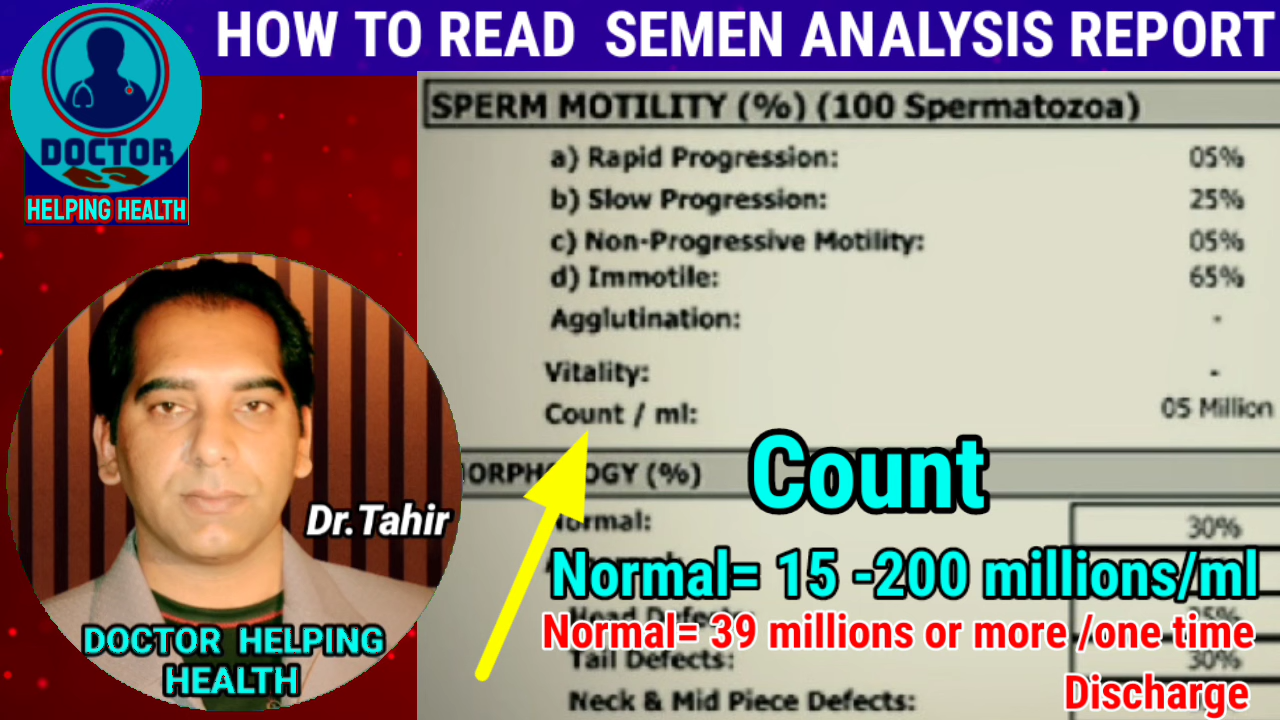 HOW TO READ SEMEN ANALYSIS REPORT
DOCTOR
HELPING HEALTH
SPERM MOTILITY (%) (100 Spermatozoa)
a) Rapid Progression: 05%
b) Slow Progression: 25%
c) Non-Progressive Motility: 05%
d) Immotile: 65%
Agglutination: -
Vitality: -
Count / ml: 05 Million
(%)
Count
Normal: 30%
Normal= 15 -200 millions/ml
Head Defects:
Normal= 39 millions or more /one time
Tail Defects: 30%
Discharge
Neck & Mid Piece Defects:
Dr.Tahir
DOCTOR HELPING
HEALTH